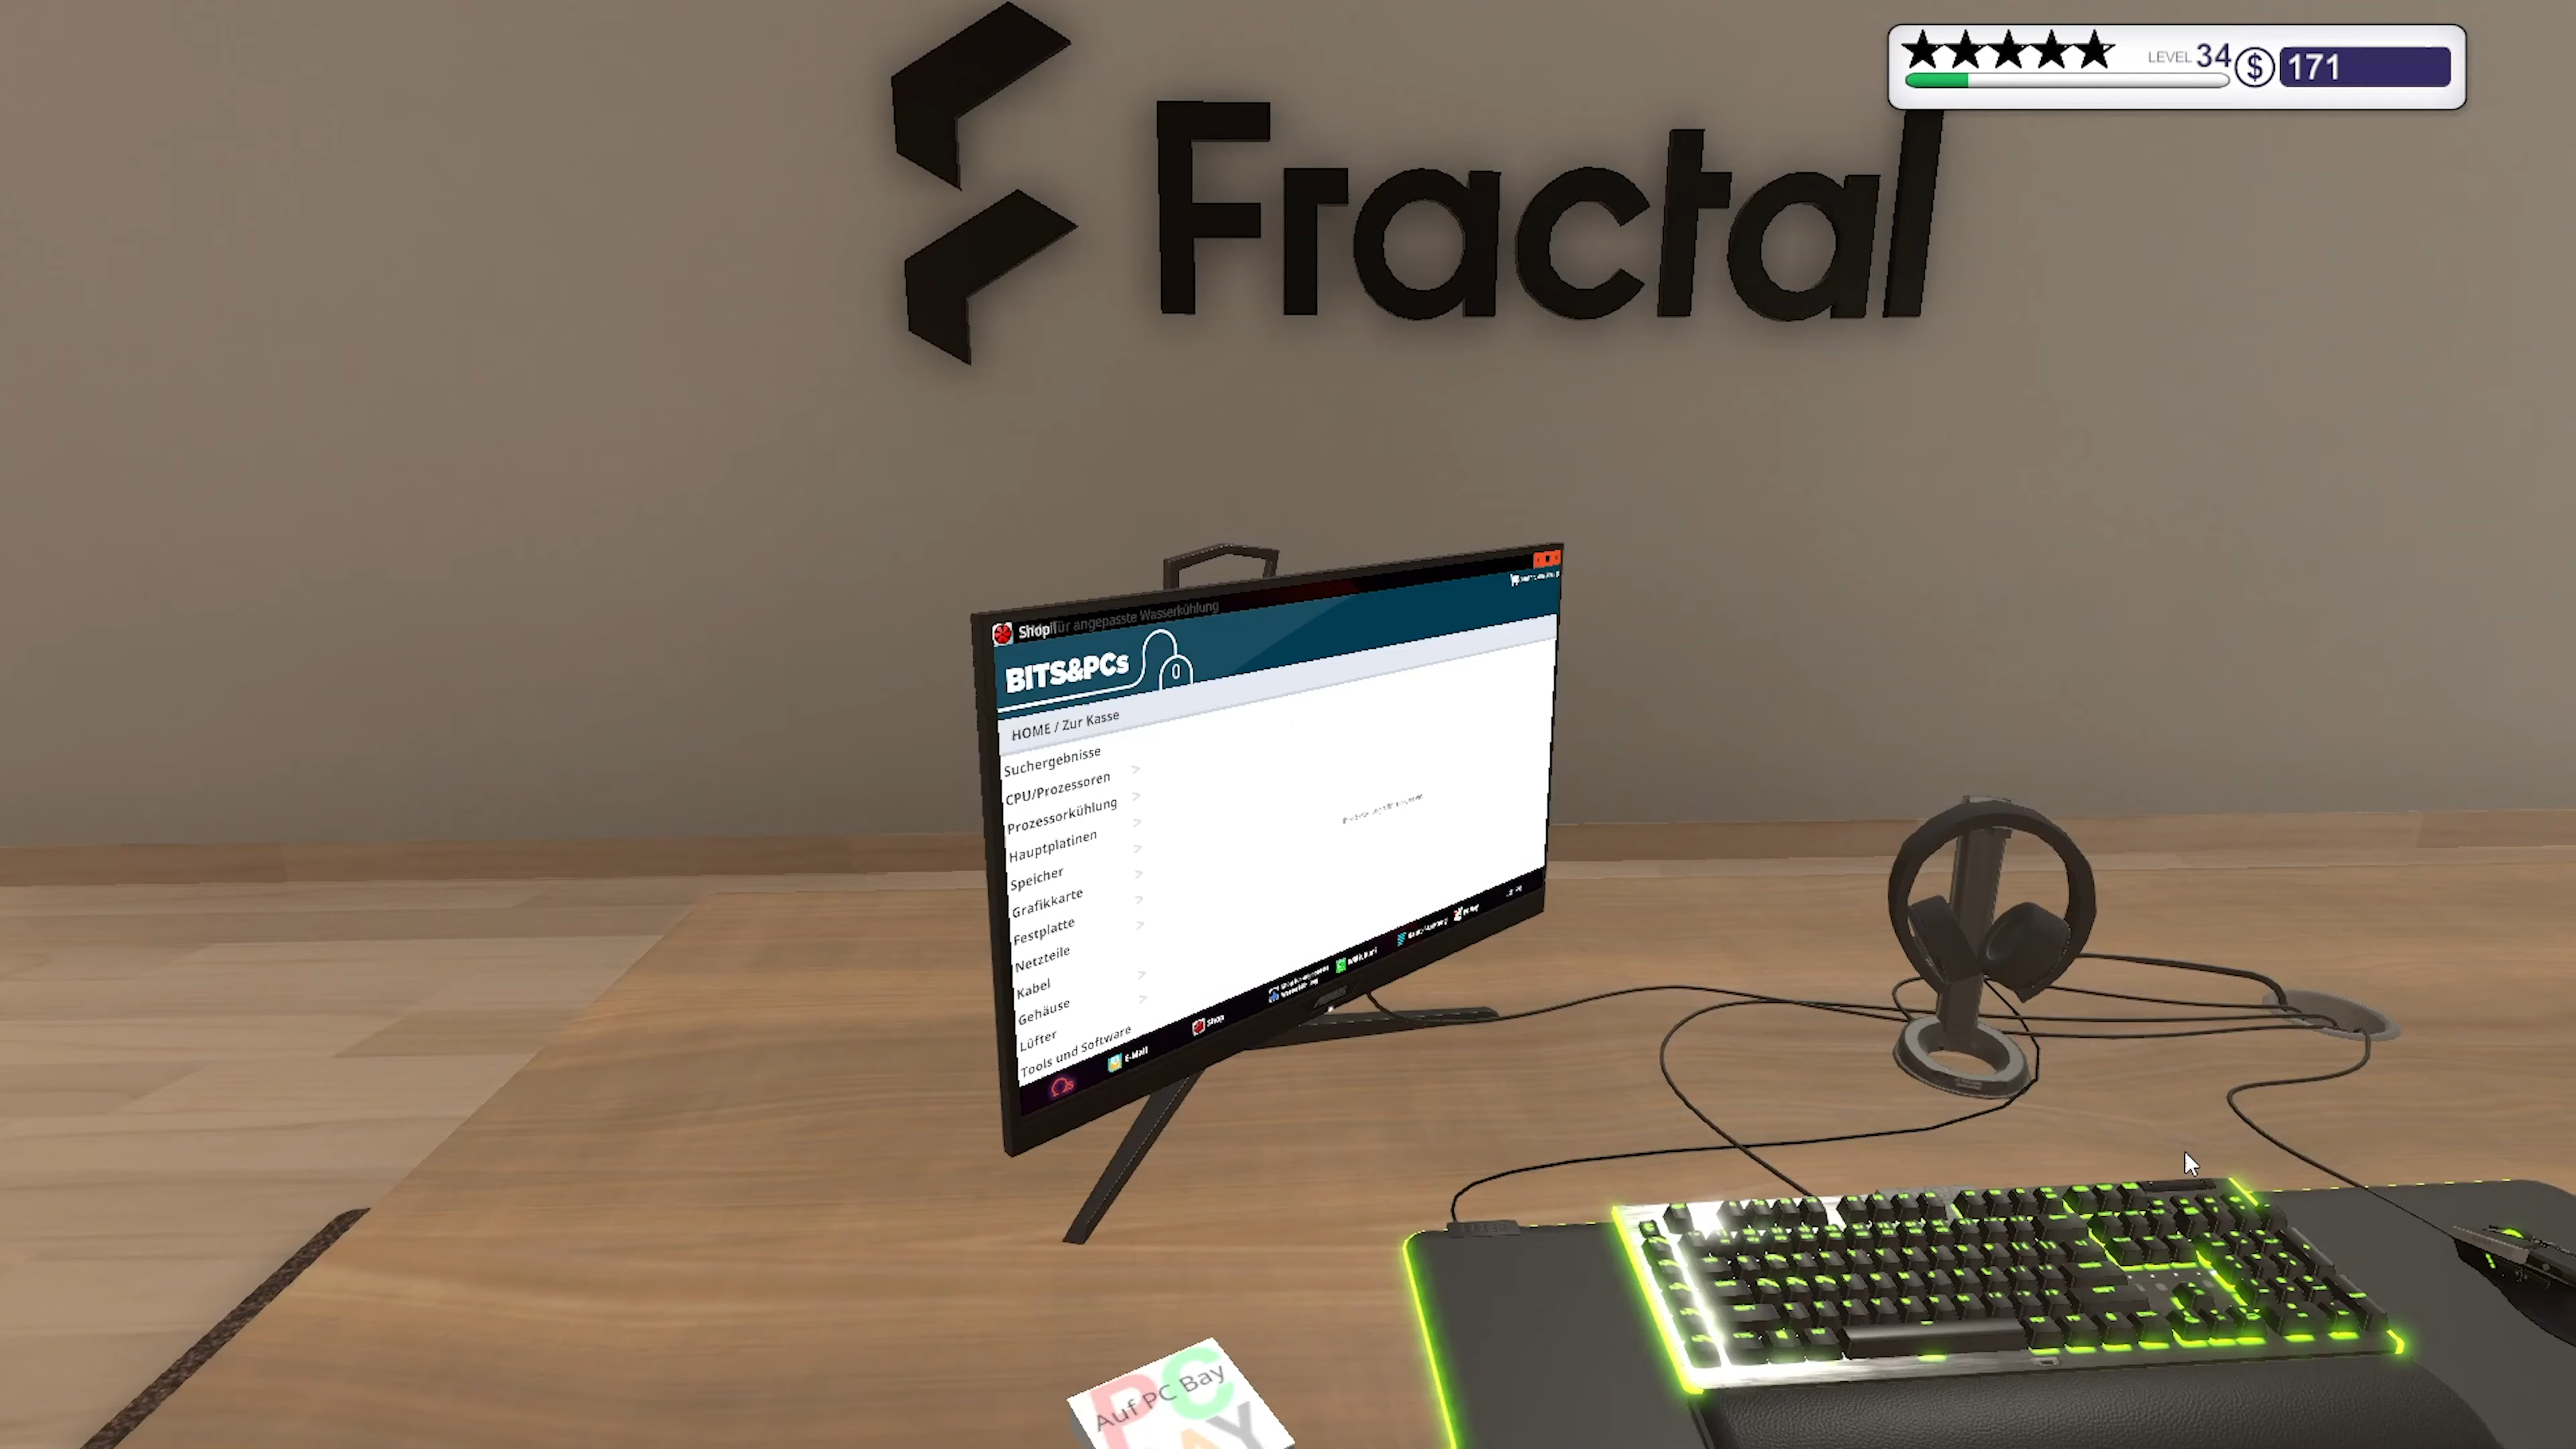 LEVEL 34
171
Fractal
Shop
für angepasste Wasserkühlung
BITS&PCs
HOME / Zur Kasse
Suchergebnisse
CPU/Prozessoren
Prozessorkühlung
Hauptplatinen
Speicher
Grafikkarte
Festplatte
Netzteile
Kabel
Gehäuse
Lüfter
Tools und Software
E-Mail
Shop
Auf PC Bay
PC